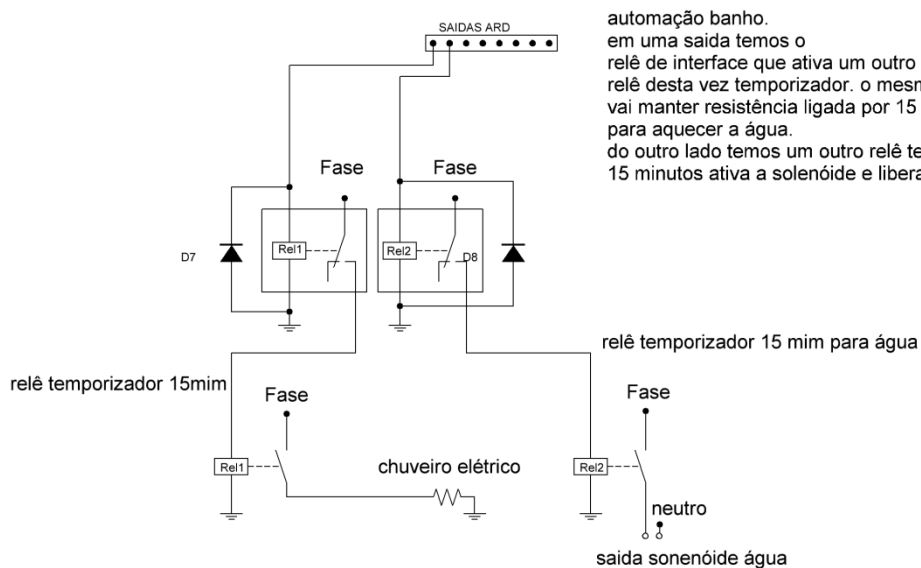 SAIDAS ARD
automação banho.
em uma saida temos o
relê de interface que ativa um outro
relê desta vez temporizador. o mesm
vai manter resistência ligada por 15
para aquecer a água.
do outro lado temos um outro relê te
15 minutos ativa a solenóide e libera
Fase
Fase
D7
Rel1
Rel2
D8
relê temporizador 15 mim para água
relê temporizador 15mim
Fase
Fase
Rel1
chuveiro elétrico
Rel2
neutro
saida sonenóide água